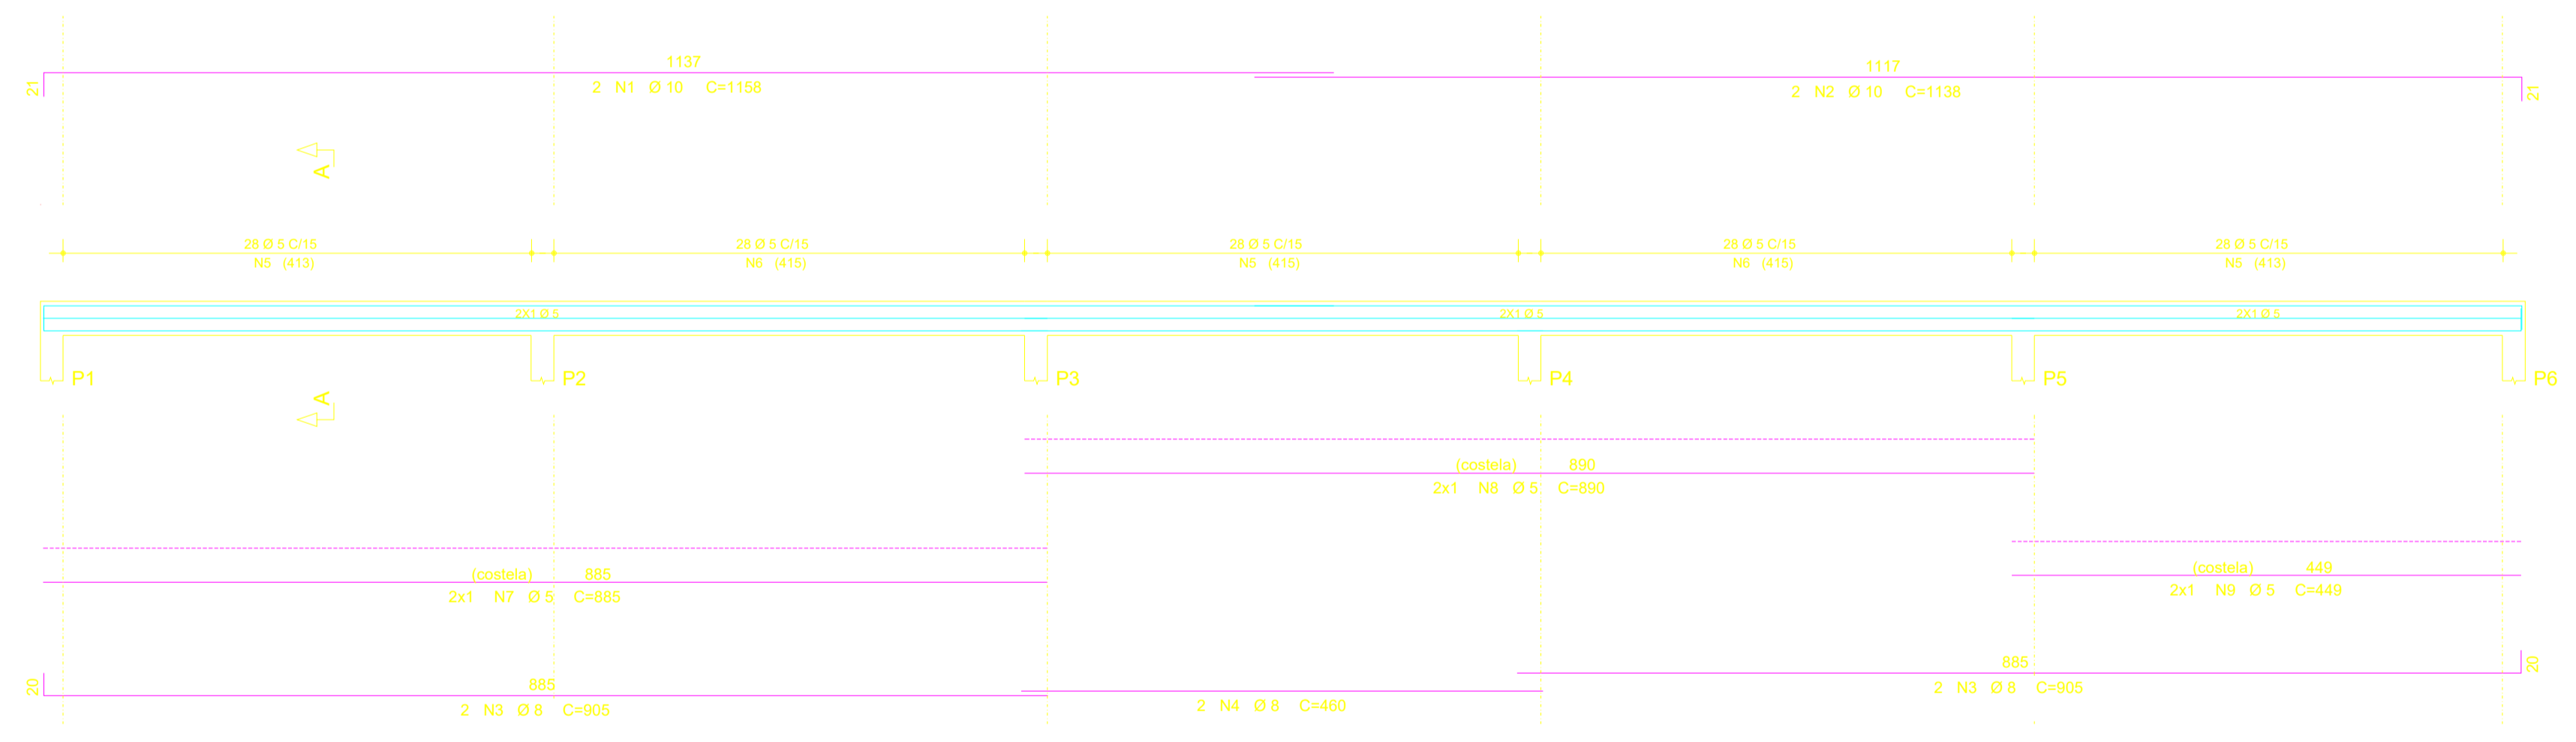 1137
21
2 N1 Ø 10 C=1158
1117
2 N2 Ø 10 C=1138
21
A
28 Ø 5 C/15
28 Ø 5 C/15
28 Ø 5 C/15
28 Ø 5 C/15
28 Ø 5 C/15
N5 (413)
N6 (415)
N5 (415)
N6 (415)
N5 (413)
2X1 Ø 5
2X1 Ø 5
2X1 Ø 5
P1
P2
P3
P4
P5
P6
A
(costela) 890
2x1 N8 Ø 5 C=890
(costela) 885
2x1 N7 Ø 5 C=885
(costela) 449
2x1 N9 Ø 5 C=449
20
885
2 N3 Ø 8 C=905
2 N4 Ø 8 C=460
885
2 N3 Ø 8 C=905
20